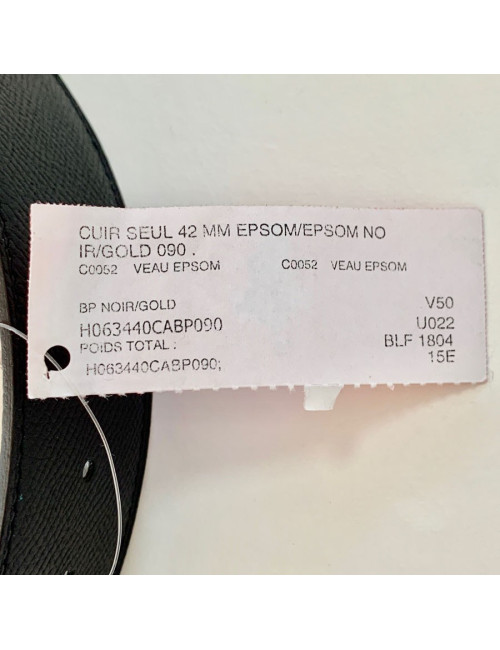 CUIR SEUL 42 MM EPSOM/EPSOM NO
IR/GOLD 090 .
C0052 VEAU EPSOM C0052 VEAU EPSOM
BP NOIR/GOLD V50
H063440CABP090 U022
POIDS TOTAL : BLF 1804
H063440CABP090; 15E